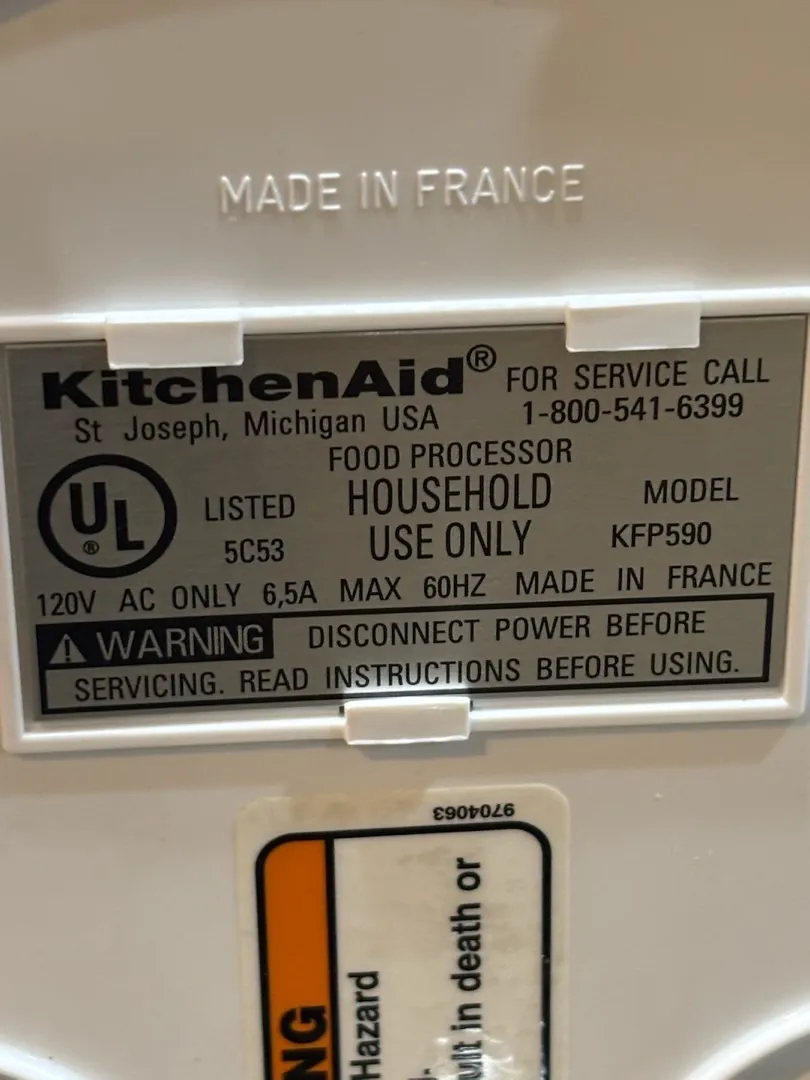 MADE IN FRANCE
KitchenAid® FOR SERVICE CALL
St Joseph, Michigan USA 1-800-541-6399
FOOD PROCESSOR
UL® LISTED HOUSEHOLD MODEL
5C53 USE ONLY KFP590
120V AC ONLY 6,5A MAX 60HZ MADE IN FRANCE
⚠ WARNING DISCONNECT POWER BEFORE
SERVICING. READ INSTRUCTIONS BEFORE USING.
9704063
NG
Hazard
ult in death or